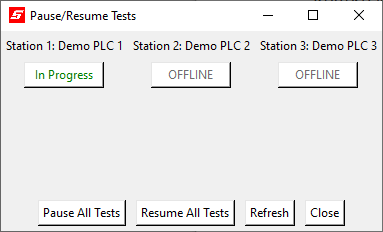 Pause/Resume Tests
Station 1: Demo PLC 1 Station 2: Demo PLC 2 Station 3: Demo PLC 3
In Progress OFFLINE OFFLINE
Pause All Tests Resume All Tests Refresh Close